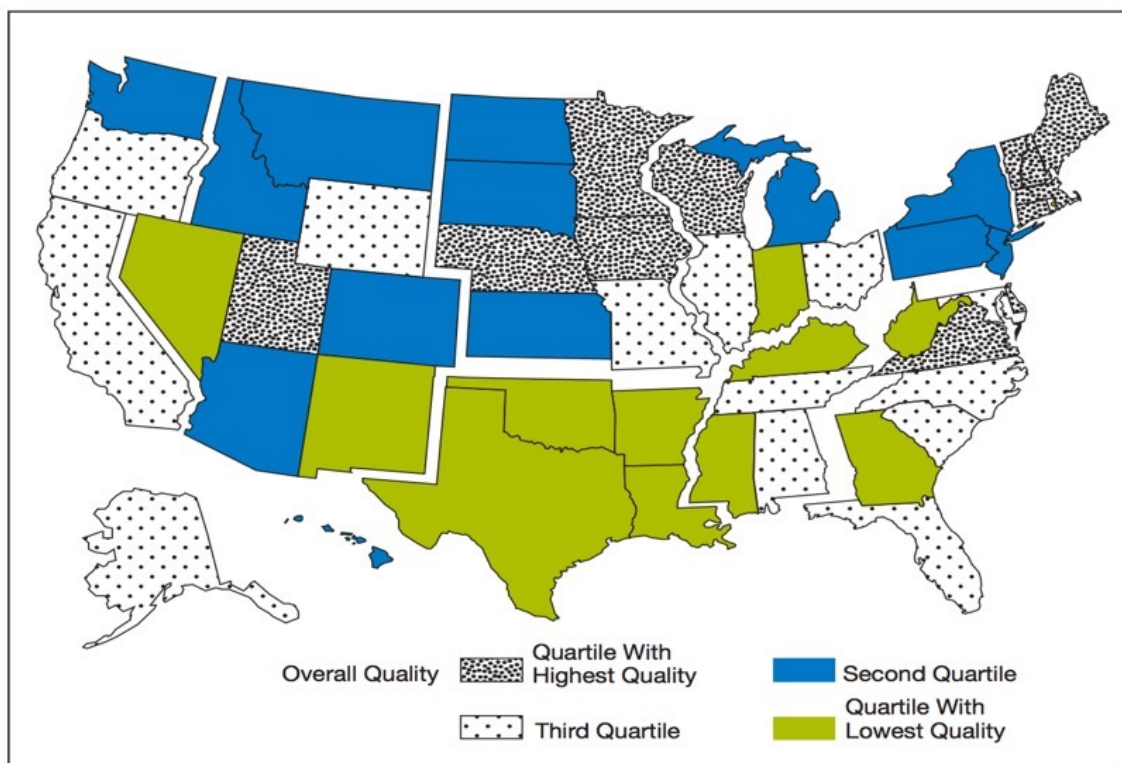 Overall Quality
Quartile With
Highest Quality
Second Quartile
Third Quartile
Quartile With
Lowest Quality